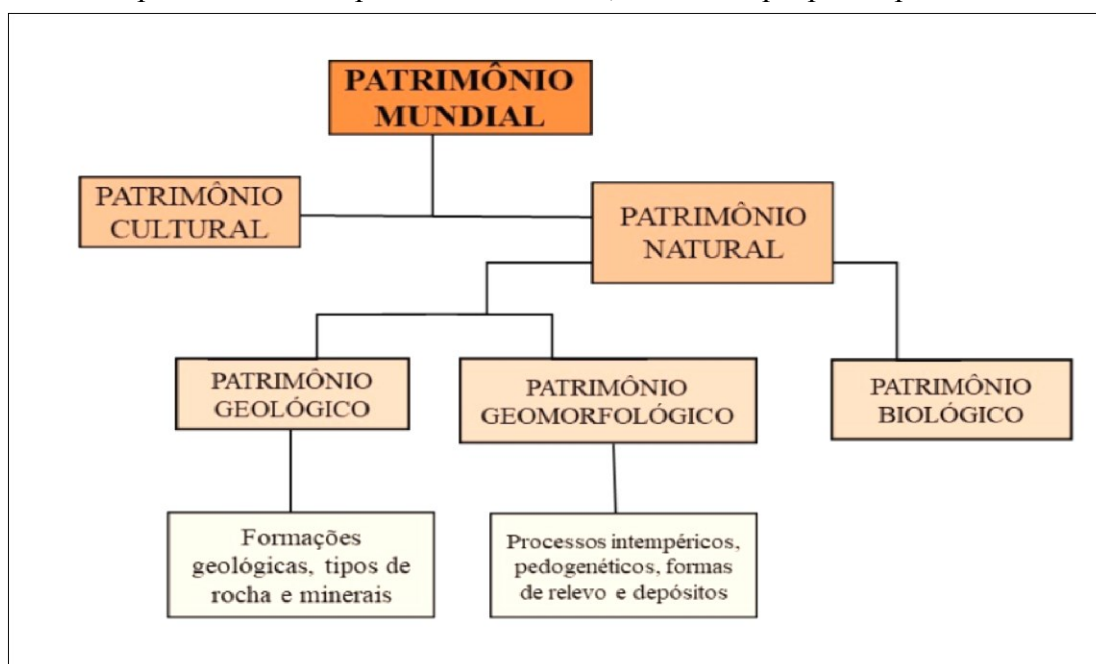 PATRIMÔNIO
MUNDIAL
PATRIMÔNIO
CULTURAL
PATRIMÔNIO
NATURAL
PATRIMÔNIO
GEOLÓGICO
PATRIMÔNIO
GEOMORFOLÓGICO
PATRIMÔNIO
BIOLÓGICO
Formações
geológicas, tipos de
rocha e minerais
Processos intempéricos,
pedogenéticos, formas
de relevo e depósitos